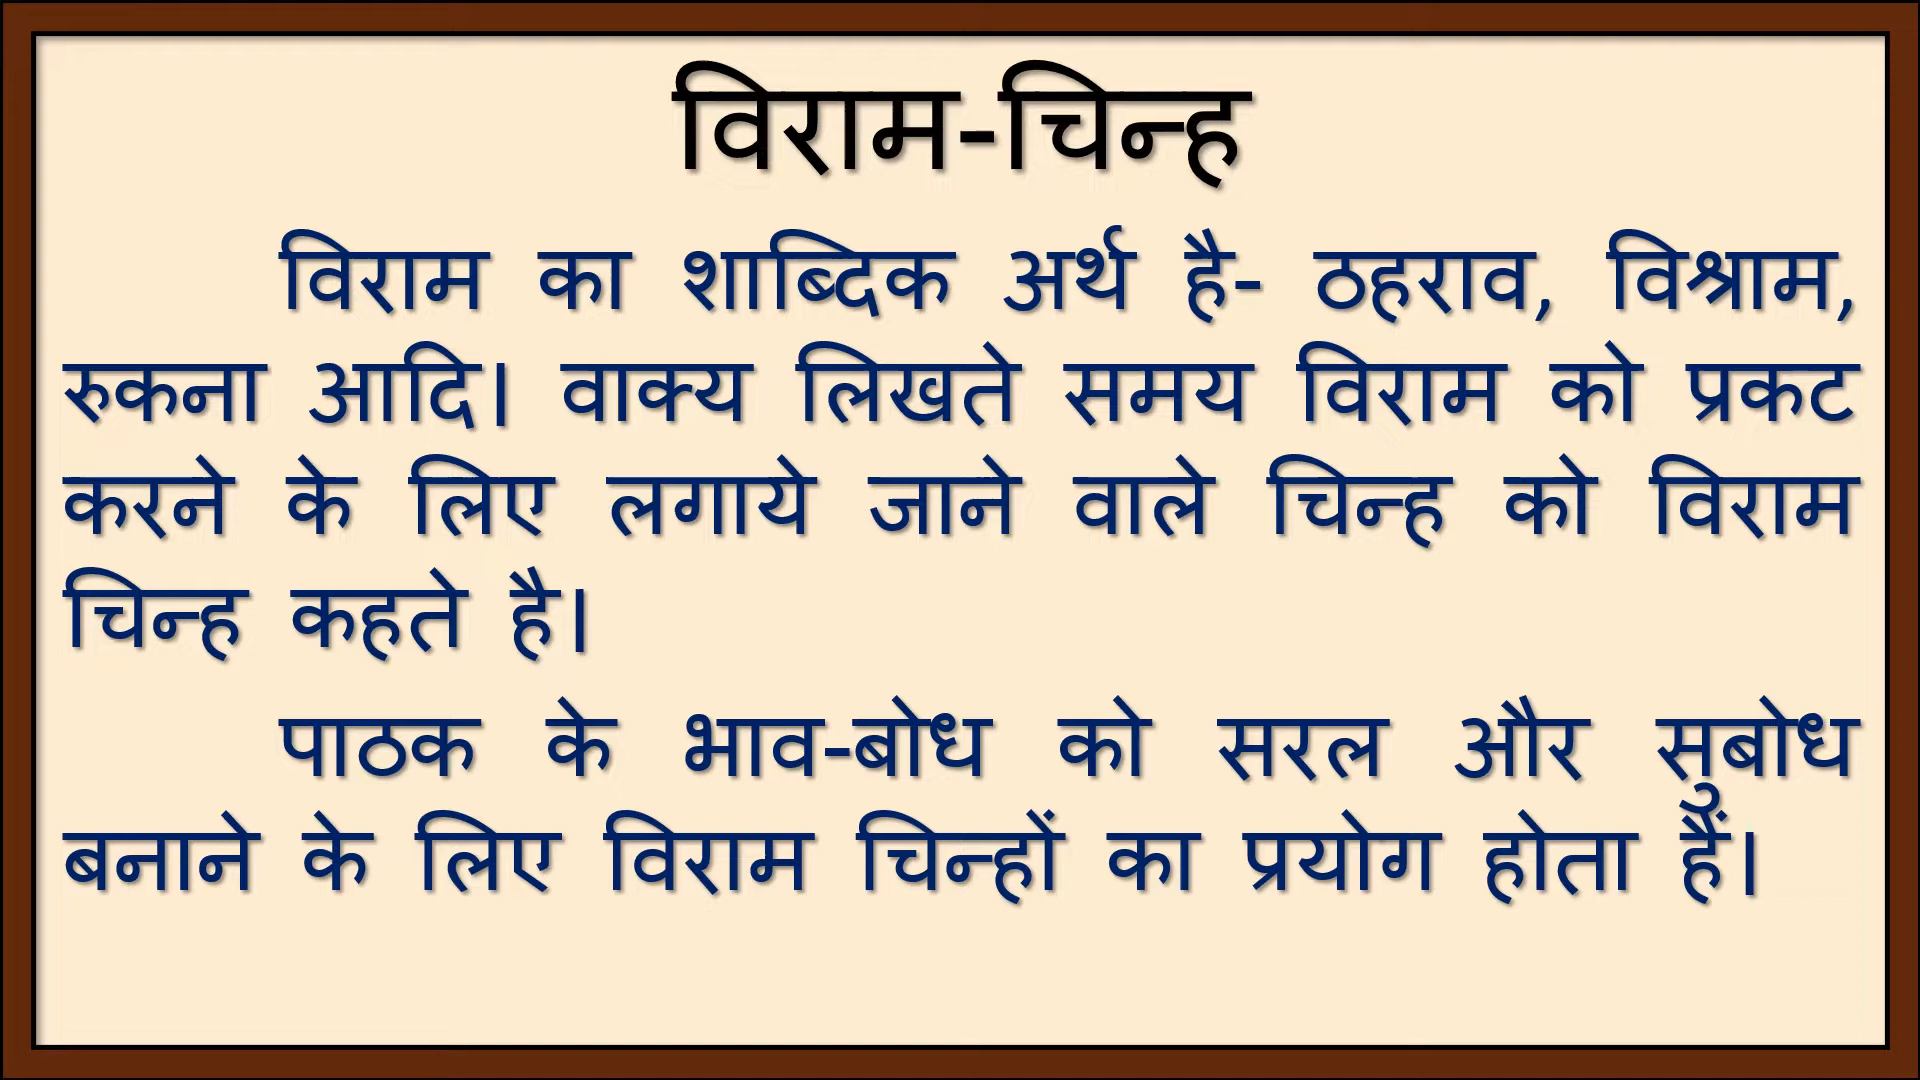 विराम-चिन्ह
विराम का शाब्दिक अर्थ है- ठहराव, विश्राम,
रुकना आदि। वाक्य लिखते समय विराम को प्रकट
करने के लिए लगाये जाने वाले चिन्ह को विराम
चिन्ह कहते है।
पाठक के भाव-बोध को सरल और सुबोध
बनाने के लिए विराम चिन्हों का प्रयोग होता हैं।